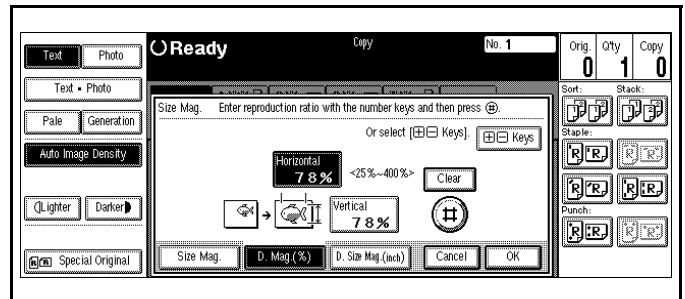 Text
Photo
Text • Photo
Pale
Generation
Auto Image Density
Lighter
Darker
Special Original
Ready
Copy
No. 1
Size Mag.
Enter reproduction ratio with the number keys and then press ⌗.
Or select [⊞⊟ Keys].
⊞⊟ Keys
Horizontal
78%
<25%~400%>
Clear
Vertical
78%
#
Size Mag.
D. Mag.(%)
D. Size Mag.(inch)
Cancel
OK
Orig.
Q'ty
Copy
0
1
0
Sort:
Stack:
Staple:
Punch: